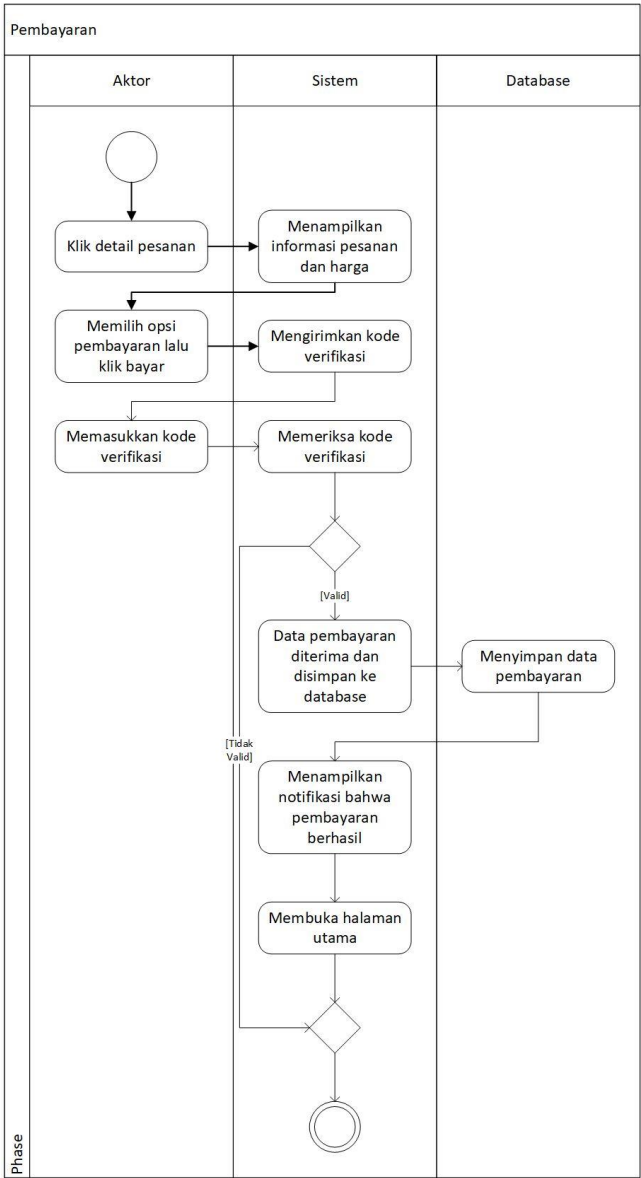 Pembayaran
Aktor
Sistem
Database
Klik detail pesanan
Menampilkan
informasi pesanan
dan harga
Memilih opsi
pembayaran lalu
klik bayar
Mengirimkan kode
verifikasi
Memasukkan kode
verifikasi
Memeriksa kode
verifikasi
[Valid]
Data pembayaran
diterima dan
disimpan ke
database
Menyimpan data
pembayaran
[Tidak
Valid]
Menampilkan
notifikasi bahwa
pembayaran
berhasil
Membuka halaman
utama
Phase